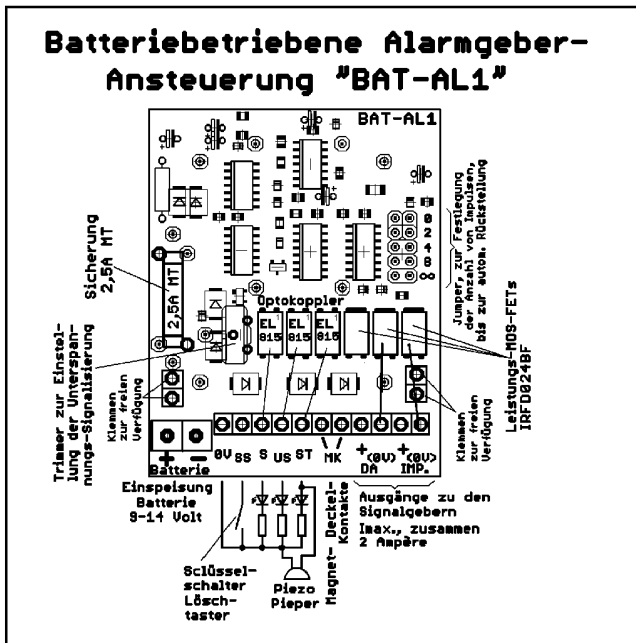 Batteriebetriebene Alarmgeber-
Ansteuerung "BAT-AL1"
BAT-AL1
Sicherung
2,5A MT
2,5A MT
0
2
4
8
∞
Jumper, zur Festlegung
der Anzahl von Impulsen,
bis zur autom. Rückstellung
Optokoppler
EL
815
EL
815
EL
815
Leistungs-MOS-FETs
IRFD024BF
Trimmer zur Einstel-
lung der Unterspan-
nungs-Signalisierung
Klemmen
zur freien
Verfügung
Klemmen
zur freien
Verfügung
+ -
0V SS S US ST MK + (0V) + (0V)
DA IMP.
Batterie
Einspeisung
Batterie
9-14 Volt
Ausgänge zu den
Signalgebern
Imax., zusammen
2 Ampère
Magnet- Deckel-
Kontakte
Sclüssel-
schalter
Lösch-
taster
Piezo
Pieper